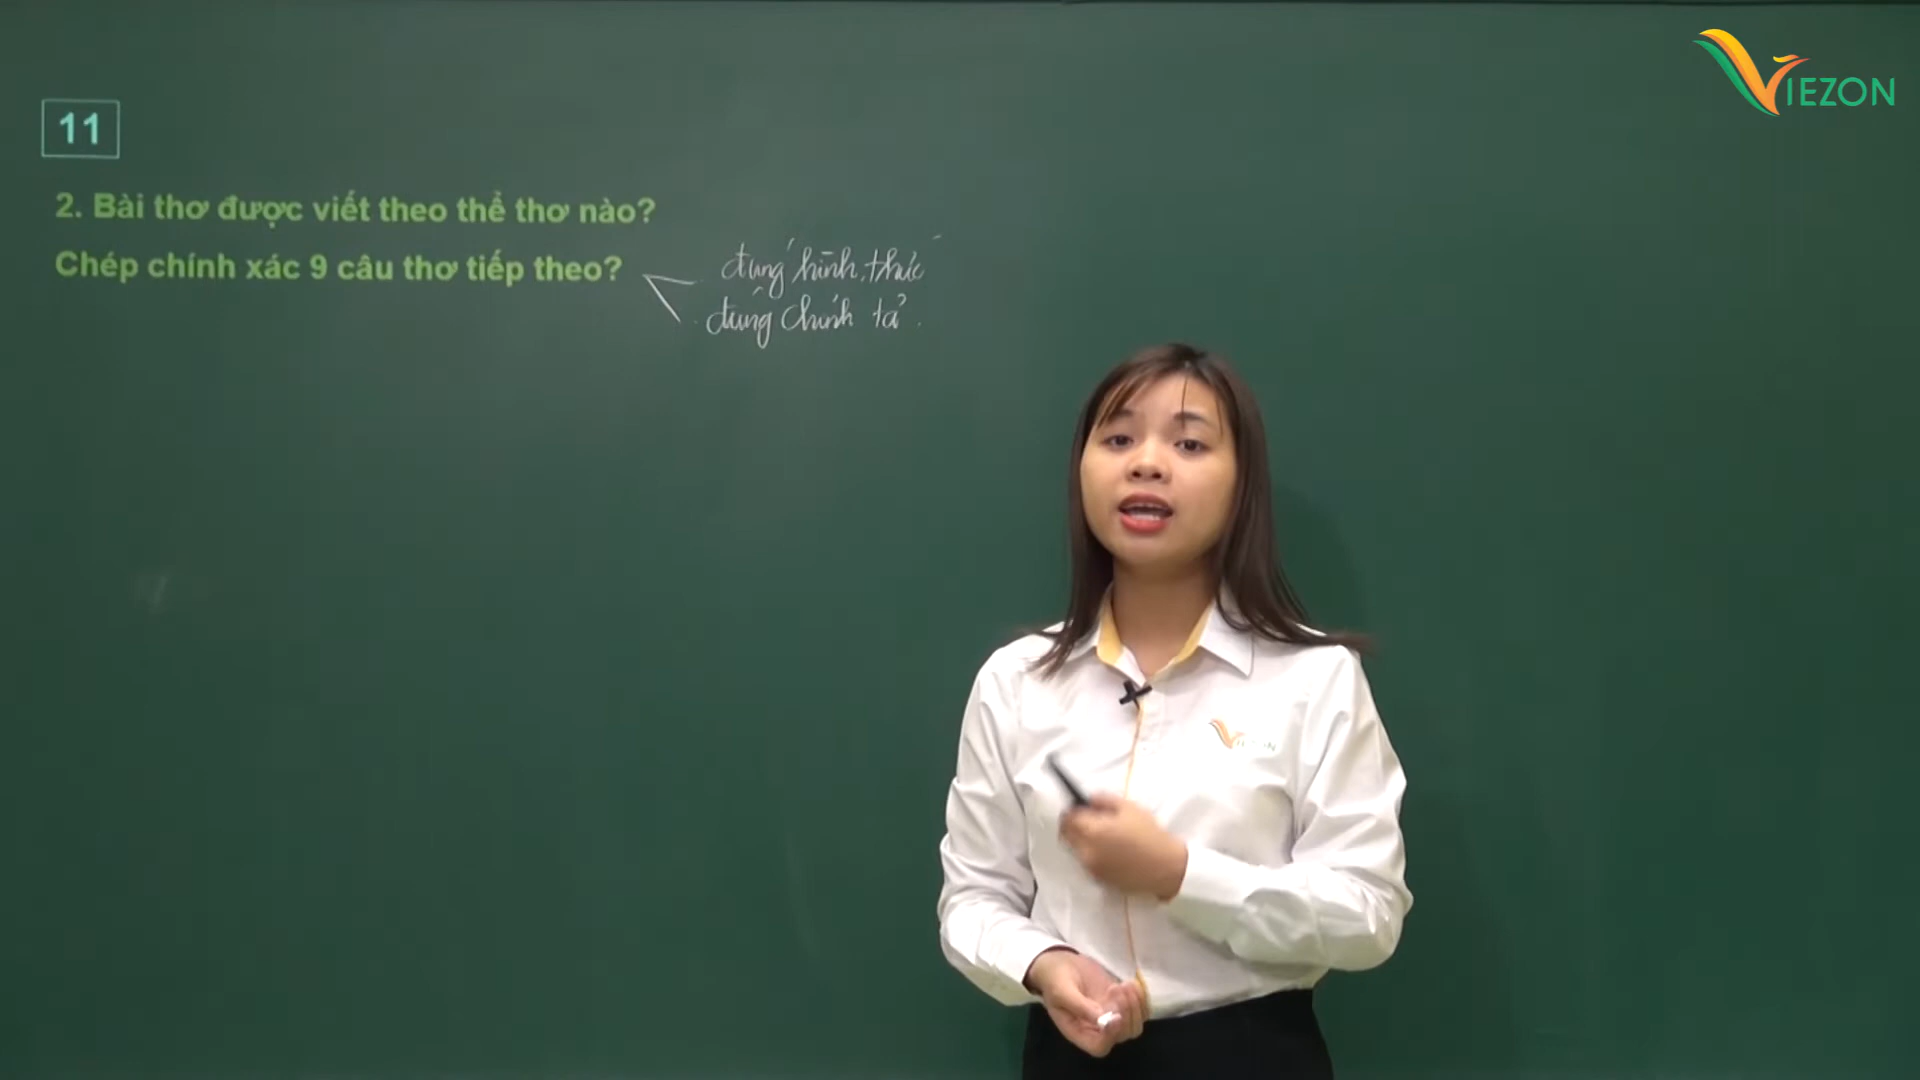 VIEZON
11
2. Bài thơ được viết theo thể thơ nào?
Chép chính xác 9 câu thơ tiếp theo?
đúng hình thức
đúng chính tả.
VIEZON